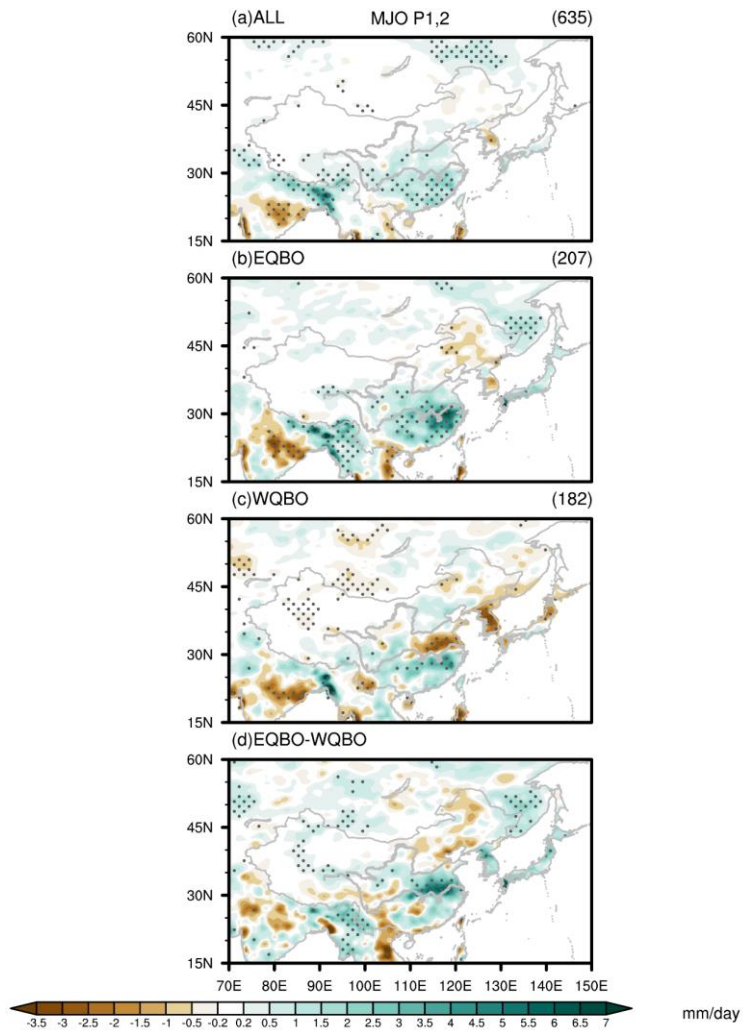 (a)ALL MJO P1,2 (635)
60N
45N
30N
15N
(b)EQBO (207)
60N
45N
30N
15N
(c)WQBO (182)
60N
45N
30N
15N
(d)EQBO-WQBO
60N
45N
30N
15N
70E 80E 90E 100E 110E 120E 130E 140E 150E
-3.5 -3 -2.5 -2 -1.5 -1 -0.5 -0.2 0.2 0.5 1 1.5 2 2.5 3.5 4 4.5 5 5.5 6 6.5 7 mm/day